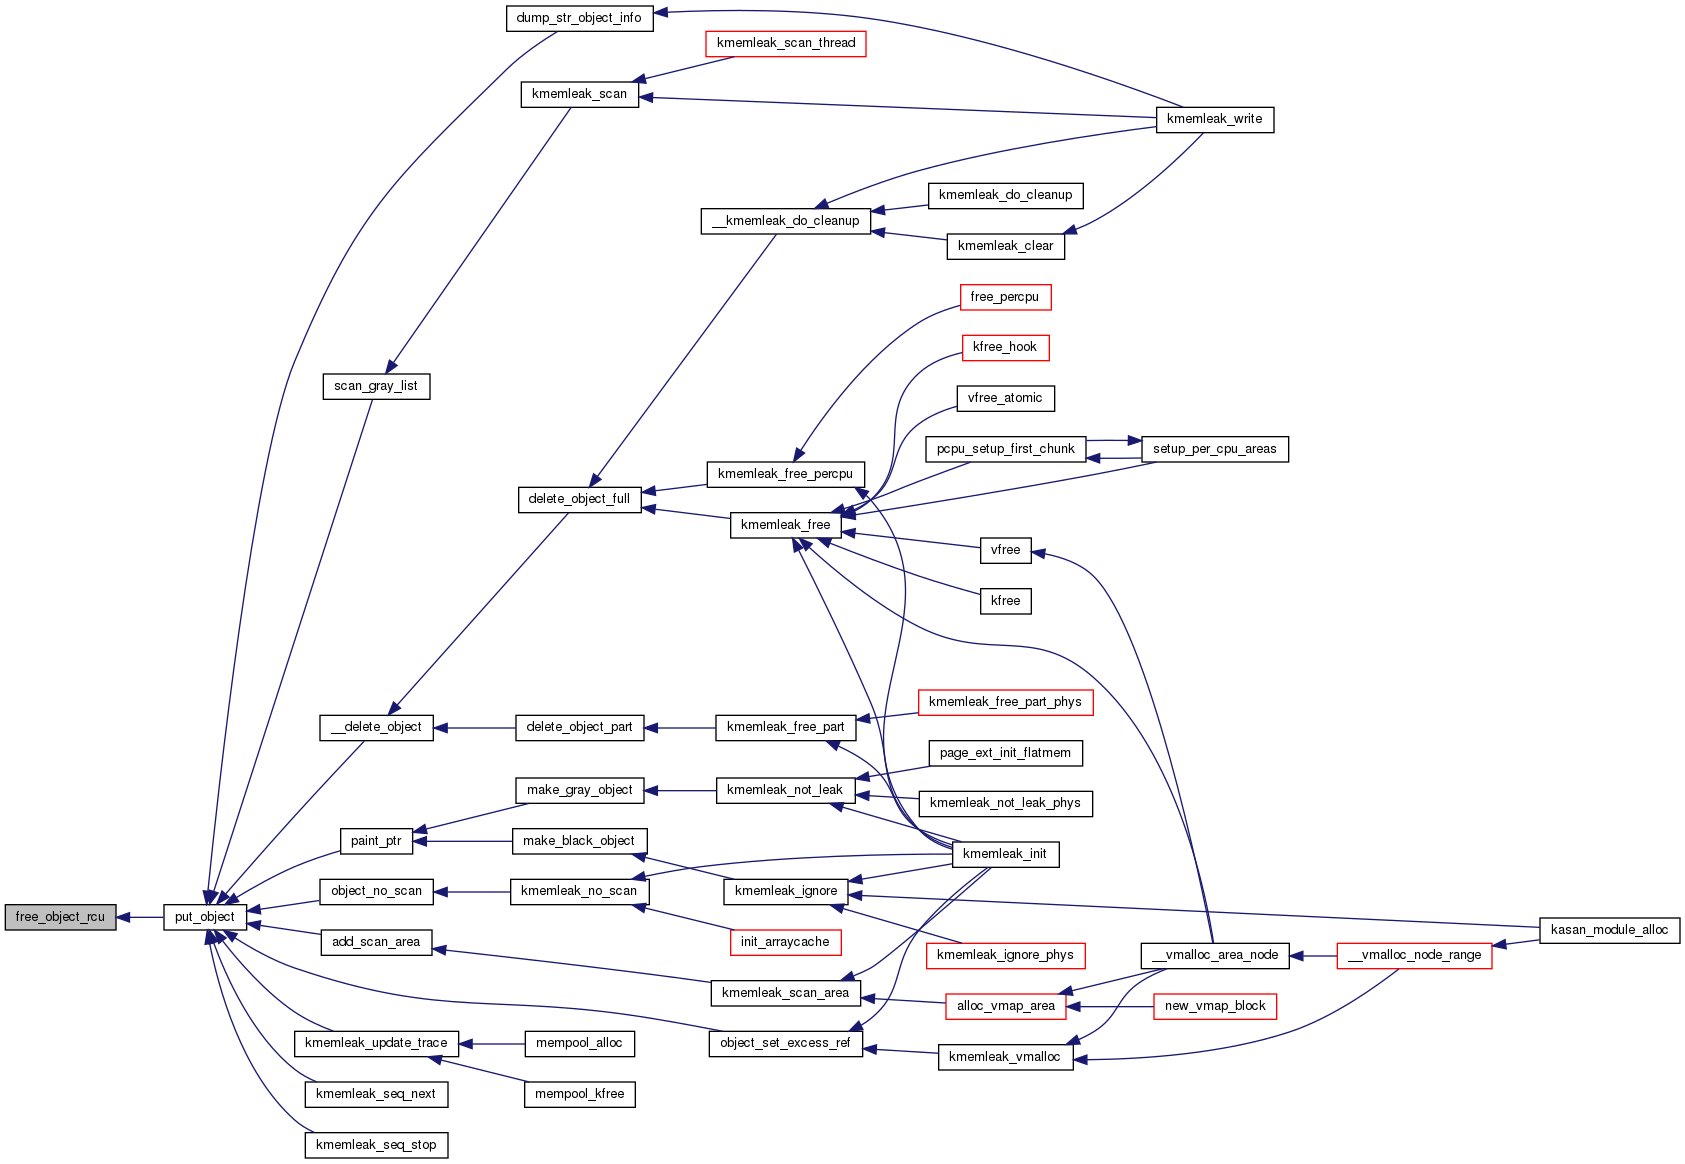 dump_str_object_info
kmemleak_scan_thread
kmemleak_scan
kmemleak_write
kmemleak_do_cleanup
__kmemleak_do_cleanup
kmemleak_clear
free_percpu
kfree_hook
scan_gray_list
vfree_atomic
pcpu_setup_first_chunk
setup_per_cpu_areas
kmemleak_free_percpu
delete_object_full
kmemleak_free
vfree
kfree
kmemleak_free_part_phys
__delete_object
delete_object_part
kmemleak_free_part
page_ext_init_flatmem
make_gray_object
kmemleak_not_leak
kmemleak_not_leak_phys
paint_ptr
make_black_object
kmemleak_init
object_no_scan
kmemleak_no_scan
kmemleak_ignore
free_object_rcu
put_object
kasan_module_alloc
add_scan_area
init_arraycache
kmemleak_ignore_phys
__vmalloc_area_node
__vmalloc_node_range
kmemleak_scan_area
alloc_vmap_area
new_vmap_block
kmemleak_update_trace
mempool_alloc
object_set_excess_ref
kmemleak_vmalloc
kmemleak_seq_next
mempool_kfree
kmemleak_seq_stop